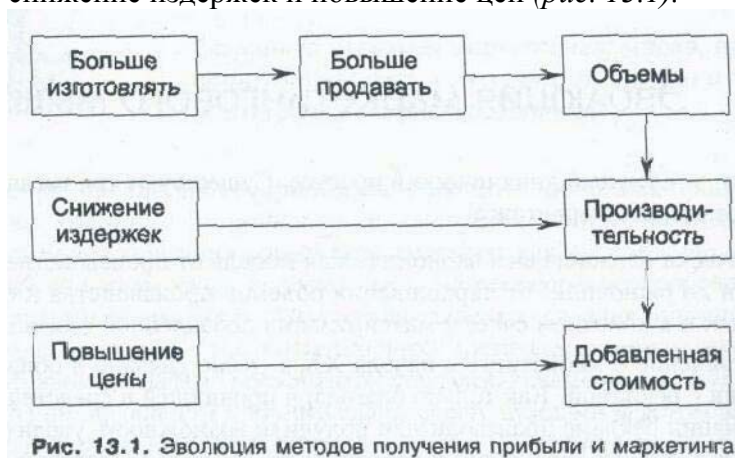 снижение издержек и повышение цен (рис. 13.1).
Больше
изготовлять
Больше
продавать
Объемы
Снижение
издержек
Производи-
тельность
Повышение
цены
Добавленная
стоимость
Рис. 13.1. Эволюция методов получения прибыли и маркетинга